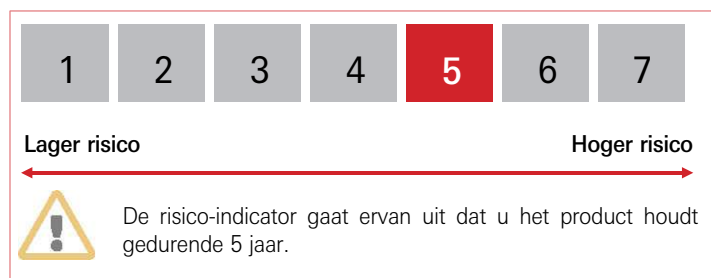 1 2 3 4 5 6 7
Lager risico Hoger risico
De risico-indicator gaat ervan uit dat u het product houdt
gedurende 5 jaar.